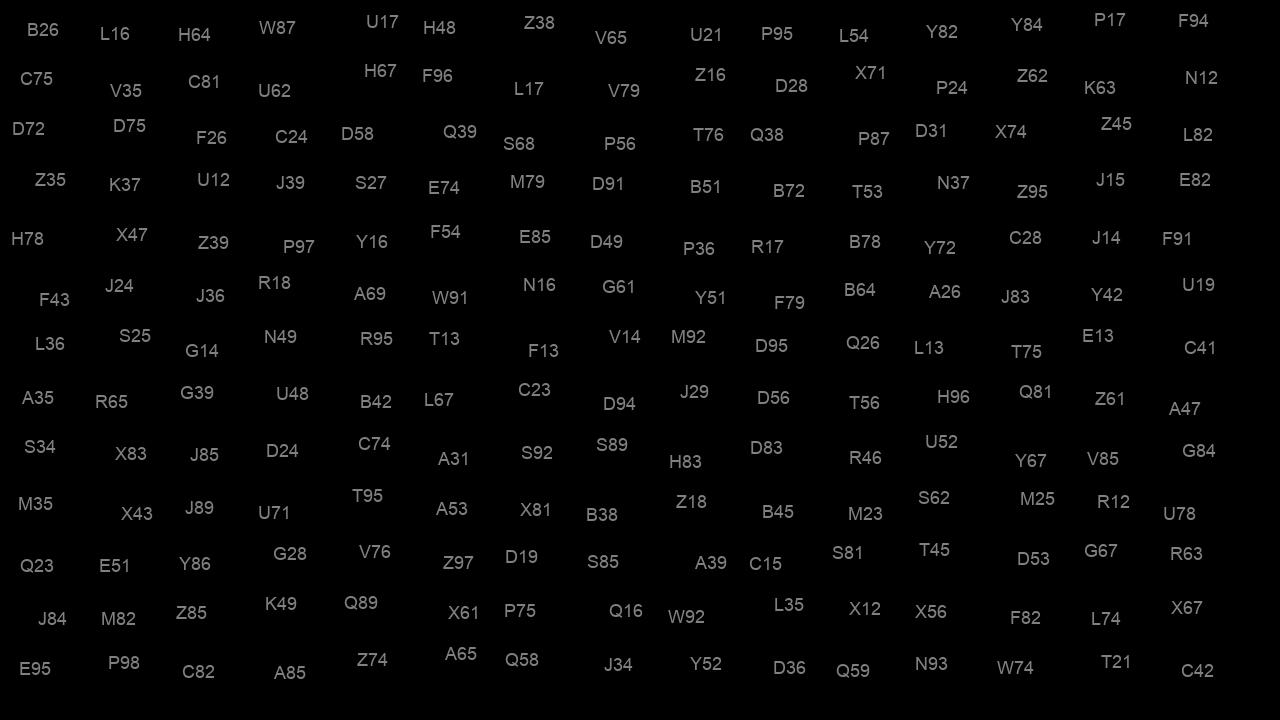 B26 L16 H64 W87 U17 H48 Z38 V65 U21 P95 L54 Y82 Y84 P17 F94
C75 V35 C81 U62 H67 F96 L17 V79 Z16 D28 X71 P24 Z62 K63 N12
D72 D75 F26 C24 D58 Q39 S68 P56 T76 Q38 P87 D31 X74 Z45 L82
Z35 K37 U12 J39 S27 E74 M79 D91 B51 B72 T53 N37 Z95 J15 E82
H78 X47 Z39 P97 Y16 F54 E85 D49 P36 R17 B78 Y72 C28 J14 F91
F43 J24 J36 R18 A69 W91 N16 G61 Y51 F79 B64 A26 J83 Y42 U19
L36 S25 G14 N49 R95 T13 F13 V14 M92 D95 Q26 L13 T75 E13 C41
A35 R65 G39 U48 B42 L67 C23 D94 J29 D56 T56 H96 Q81 Z61 A47
S34 X83 J85 D24 C74 A31 S92 S89 H83 D83 R46 U52 Y67 V85 G84
M35 X43 J89 U71 T95 A53 X81 B38 Z18 B45 M23 S62 M25 R12 U78
Q23 E51 Y86 G28 V76 Z97 D19 S85 A39 C15 S81 T45 D53 G67 R63
J84 M82 Z85 K49 Q89 X61 P75 Q16 W92 L35 X12 X56 F82 L74 X67
E95 P98 C82 A85 Z74 A65 Q58 J34 Y52 D36 Q59 N93 W74 T21 C42